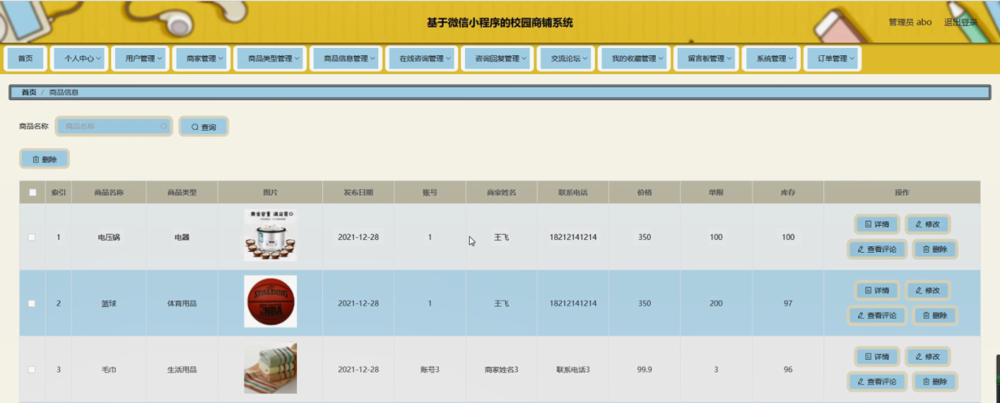 基于微信小程序的校园商铺系统
管理员 abo 退出登录
首页 个人中心 用户管理 商家管理 商品类型管理 商品信息管理 在线咨询管理 咨询回复管理 交流论坛 我的收藏管理 留言板管理 系统管理 订单管理
首页 / 商品信息
商品名称 商品名称 查询
删除
索引 商品名称 商品类型 图片 发布日期 账号 商家姓名 联系电话 价格 单限 库存 操作
1 电压锅 电器 2021-12-28 1 王飞 18212141214 350 100 100 详情 修改
查看评论 删除
2 篮球 体育用品 SPALDING NBA 2021-12-28 1 王飞 18212141214 350 200 97 详情 修改
查看评论 删除
3 毛巾 生活用品 2021-12-28 账号3 商家姓名3 联系电话3 99.9 3 96 详情 修改
查看评论 删除